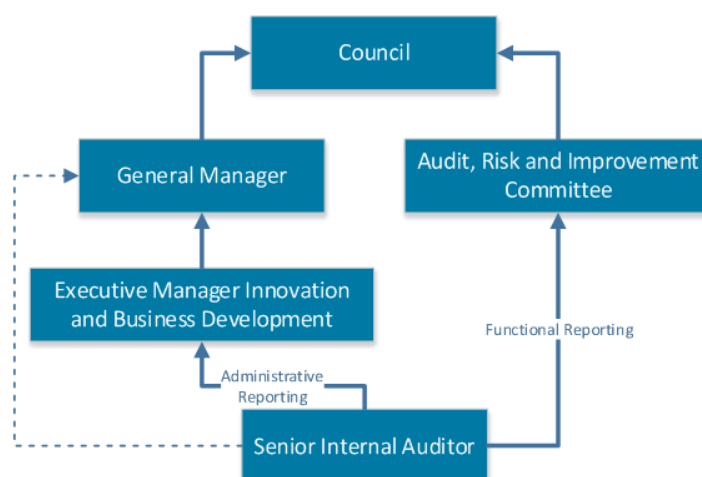 Council
General Manager
Audit, Risk and Improvement
Committee
Executive Manager Innovation
and Business Development
Functional Reporting
Administrative
Reporting
Senior Internal Auditor